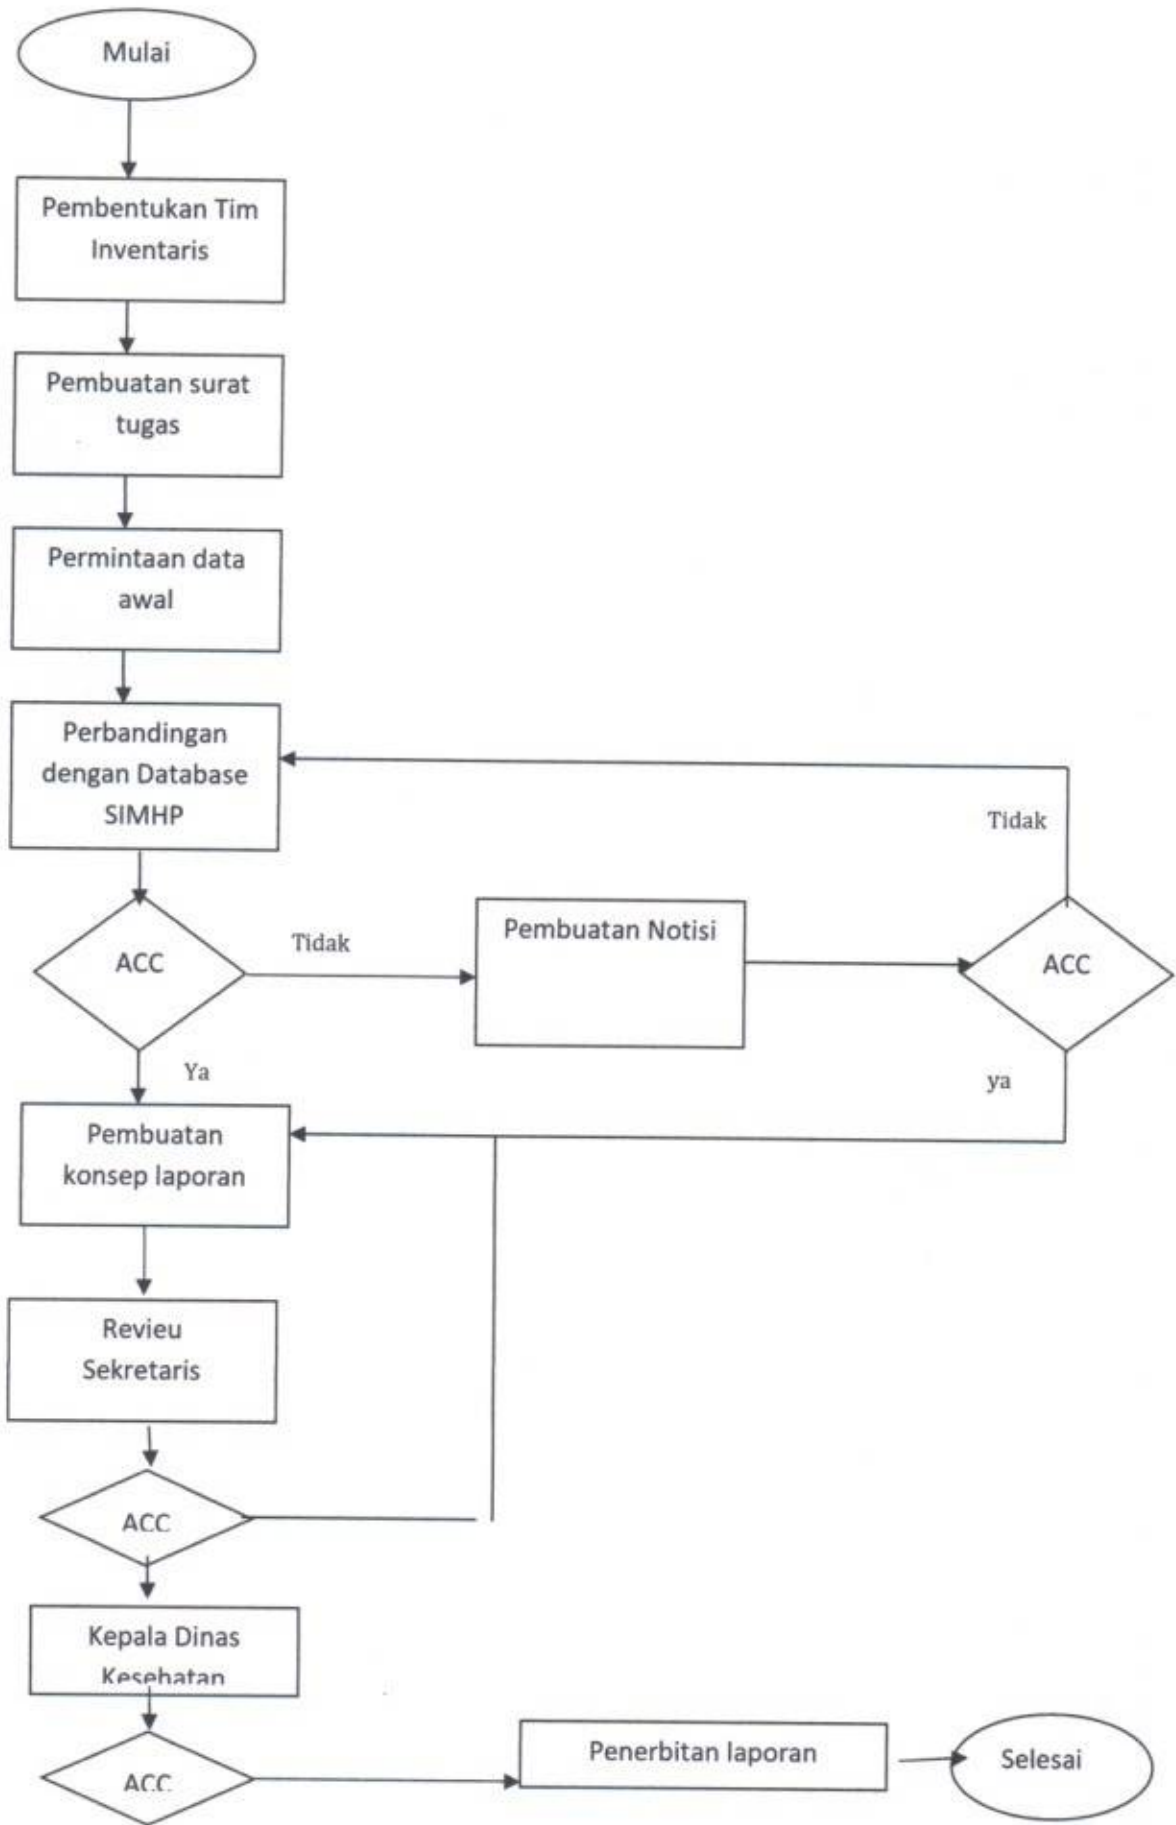 Mulai
Pembentukan Tim
Inventaris
Pembuatan surat
tugas
Permintaan data
awal
Perbandingan
dengan Database
SIMHP
Tidak
ACC
Tidak
Pembuatan Notisi
ACC
Ya
ya
Pembuatan
konsep laporan
Revieu
Sekretaris
ACC
Kepala Dinas
Kesehatan
ACC
Penerbitan laporan
Selesai